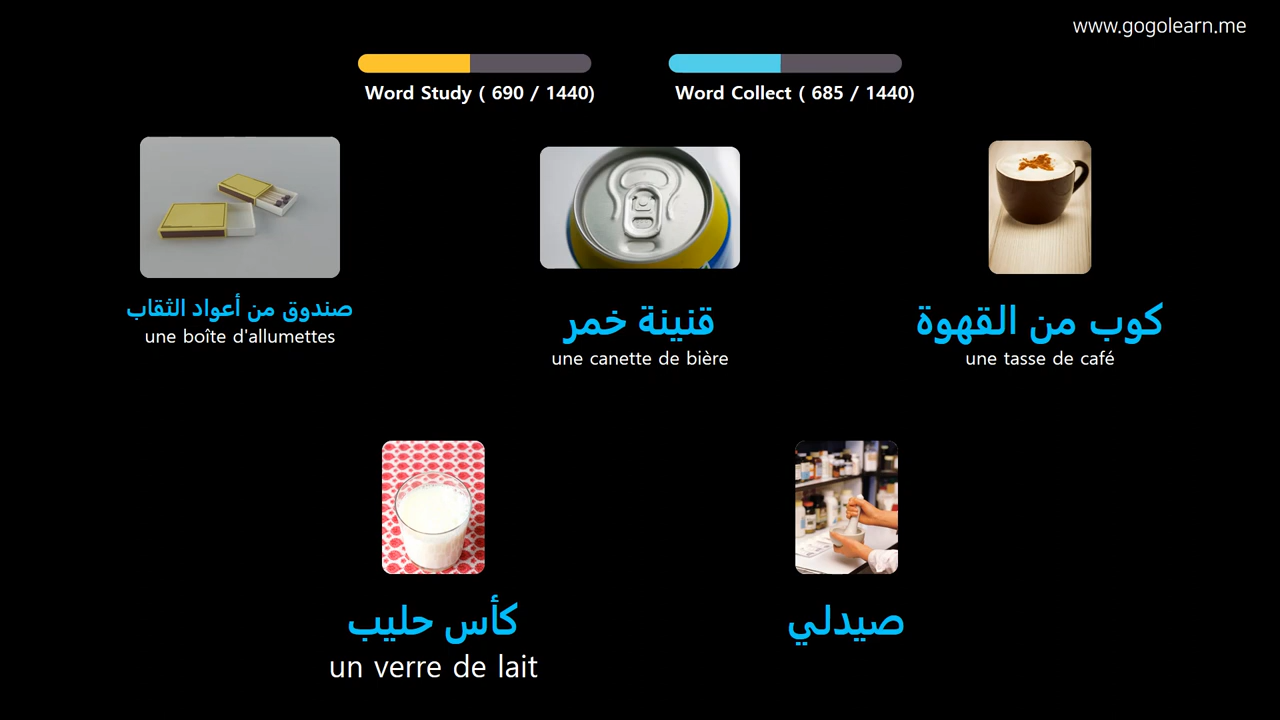 www.gogolearn.me
Word Study ( 690 / 1440)
Word Collect ( 685 / 1440)
صندوق من أعواد الثقاب
une boîte d'allumettes
قنينة خمر
une canette de bière
كوب من القهوة
une tasse de café
كأس حليب
un verre de lait
صيدلي